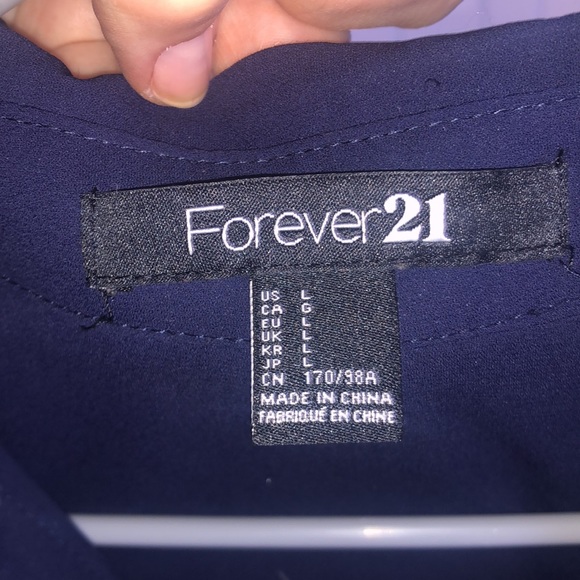 Forever21
US L
CA G
EU L
UK L
KR L
JP L
CN 170/98A
MADE IN CHINA
FABRIQUÉ EN CHINE